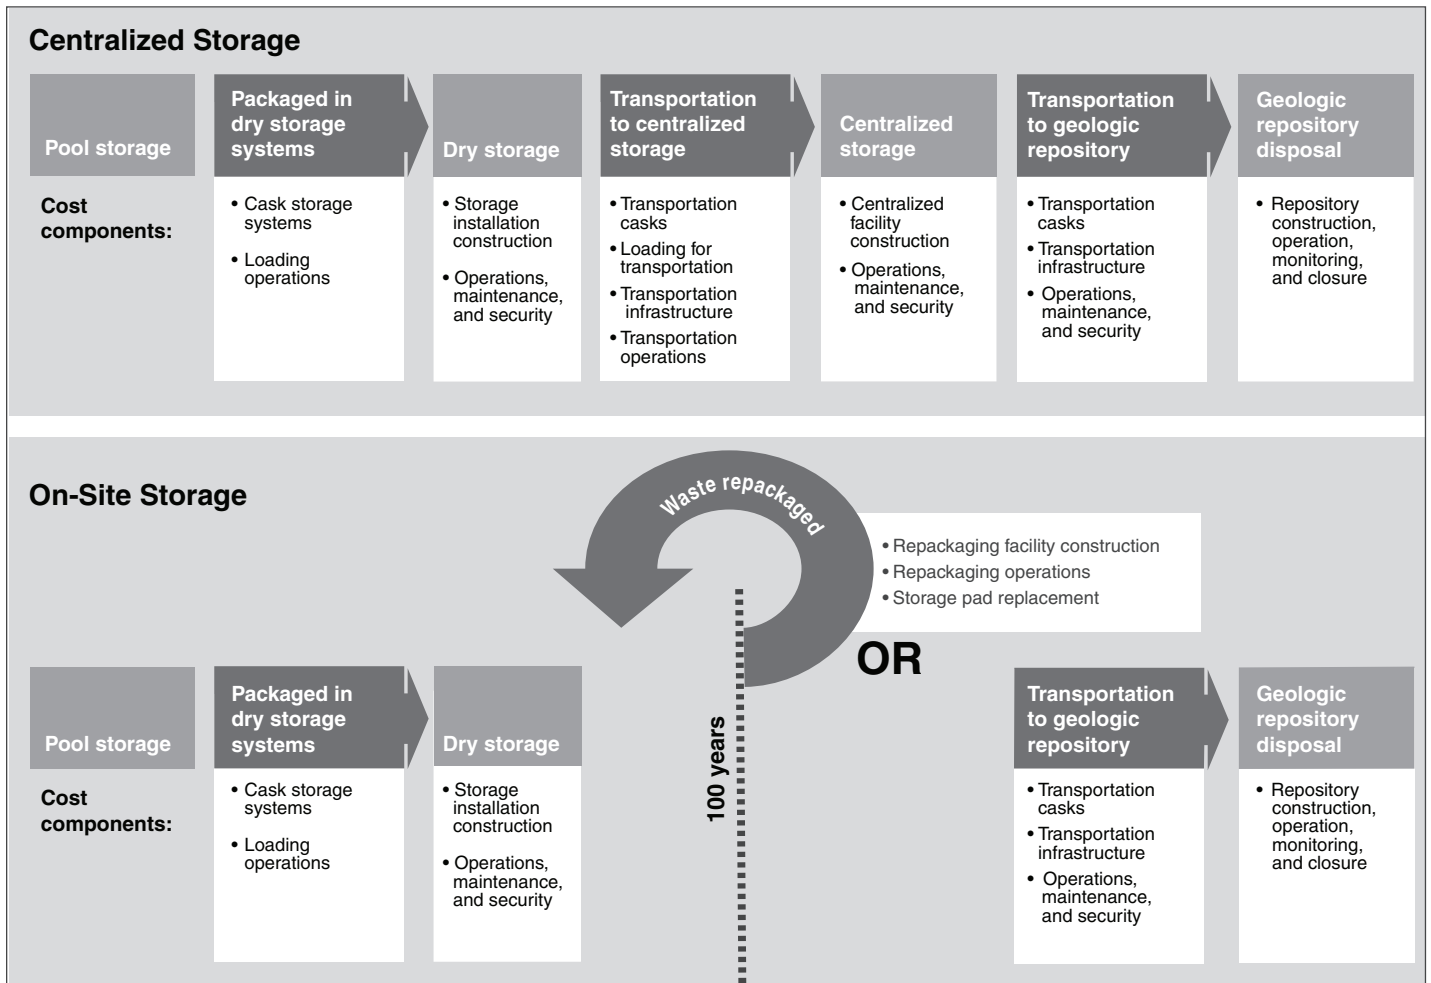 Centralized Storage
Pool storage
Packaged in
dry storage
systems
Dry storage
Transportation
to centralized
storage
Centralized
storage
Transportation
to geologic
repository
Geologic
repository
disposal
Cost
components:
• Cask storage
systems
• Loading
operations
• Storage
installation
construction
• Operations,
maintenance,
and security
• Transportation
casks
• Loading for
transportation
• Transportation
infrastructure
• Transportation
operations
• Centralized
facility
construction
• Operations,
maintenance,
and security
• Transportation
casks
• Transportation
infrastructure
• Operations,
maintenance,
and security
• Repository
construction,
operation,
monitoring,
and closure
On-Site Storage
Waste repackaged
• Repackaging facility construction
• Repackaging operations
• Storage pad replacement
OR
100 years
Pool storage
Packaged in
dry storage
systems
Dry storage
Transportation
to geologic
repository
Geologic
repository
disposal
Cost
components:
• Cask storage
systems
• Loading
operations
• Storage
installation
construction
• Operations,
maintenance,
and security
• Transportation
casks
• Transportation
infrastructure
• Operations,
maintenance,
and security
• Repository
construction,
operation,
monitoring,
and closure